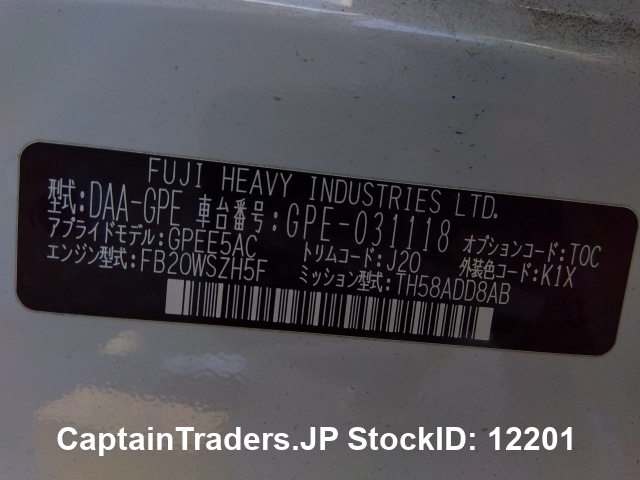 FUJI HEAVY INDUSTRIES LTD.
型式:DAA-GPE 車台番号:GPE-031118
アプライドモデル:GPEE5AC トリムコード:J20 オプションコード:TOC
エンジン型式:FB20WSZH5F ミッション型式:TH58ADD8AB 外装色コード:K1X
CaptainTraders.JP StockID: 12201